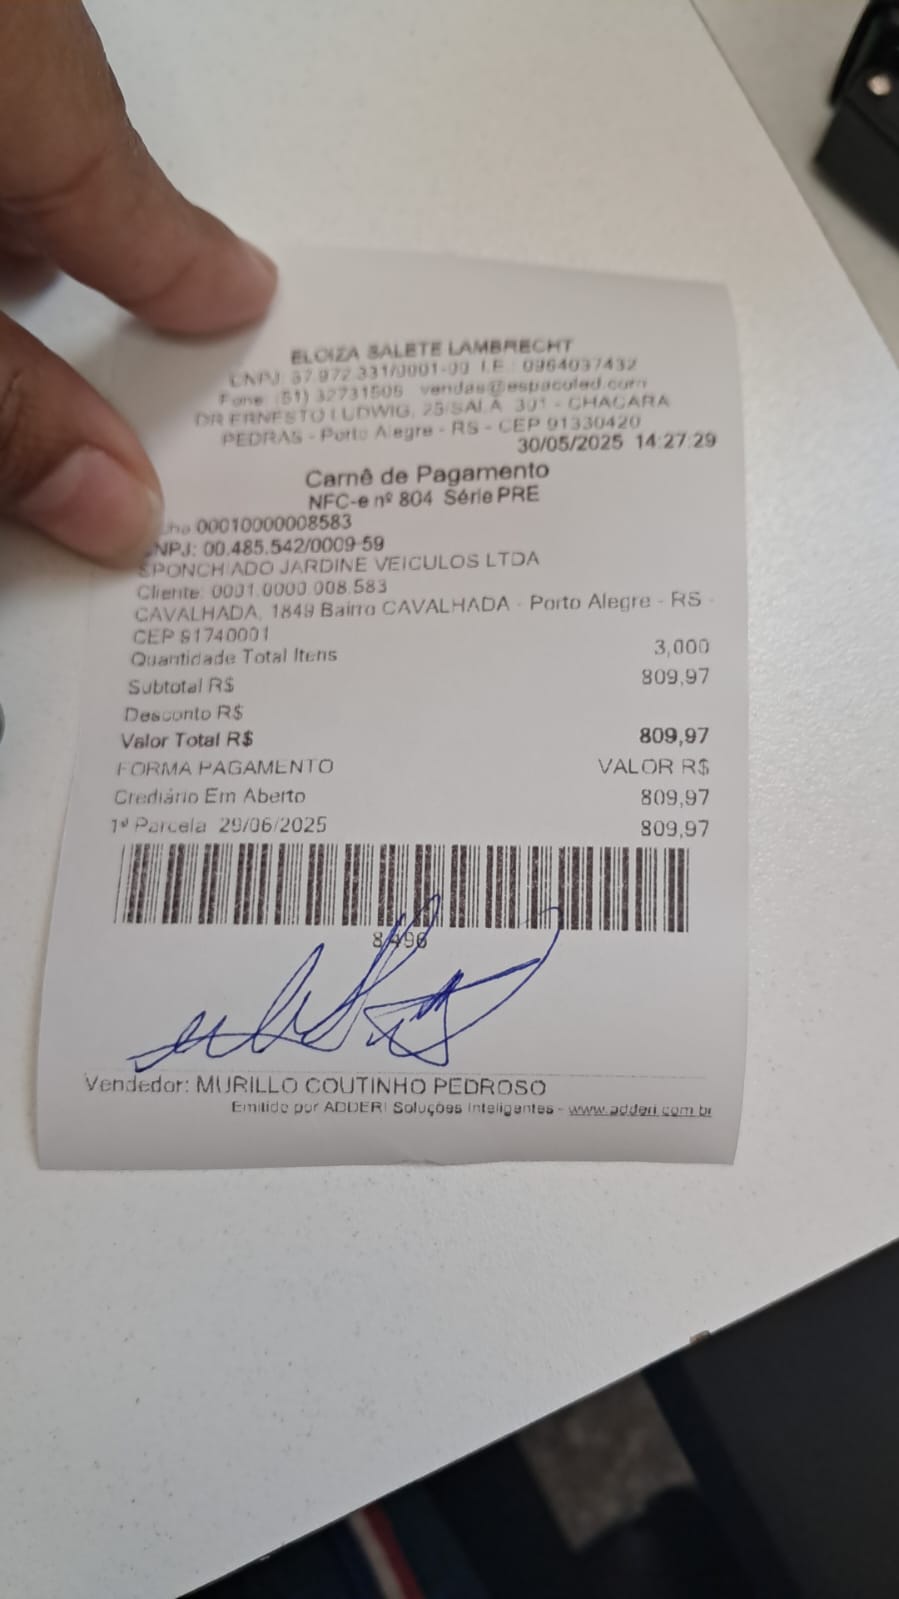 ELOIZA SALETE LAMBRECHT
CNPJ: 37.972.331/0001-00 I.E.: 0964037432
Fone: (51) 32731506 vendas@espacoled.com
DR ERNESTO LUDWIG, 25/SALA 301 - CHACARA
PEDRAS - Porto Alegre - RS - CEP 91330420
30/05/2025 14:27:29
Carnê de Pagamento
NFC-e nº 804 Série PRE
00010000008583
CNPJ: 00.485.542/0009-59
SPONCHIADO JARDINE VEICULOS LTDA
Cliente: 0001.0000.008.583
CAVALHADA, 1849 Bairro CAVALHADA - Porto Alegre - RS -
CEP 91740001
Quantidade Total Itens 3,000
Subtotal R$ 809,97
Desconto R$
Valor Total R$ 809,97
FORMA PAGAMENTO VALOR R$
Crediário Em Aberto 809,97
1ª Parcela 29/06/2025 809,97
8496
Vendedor: MURILLO COUTINHO PEDROSO
Emitido por ADDERI Soluções Inteligentes - www.adderi.com.br